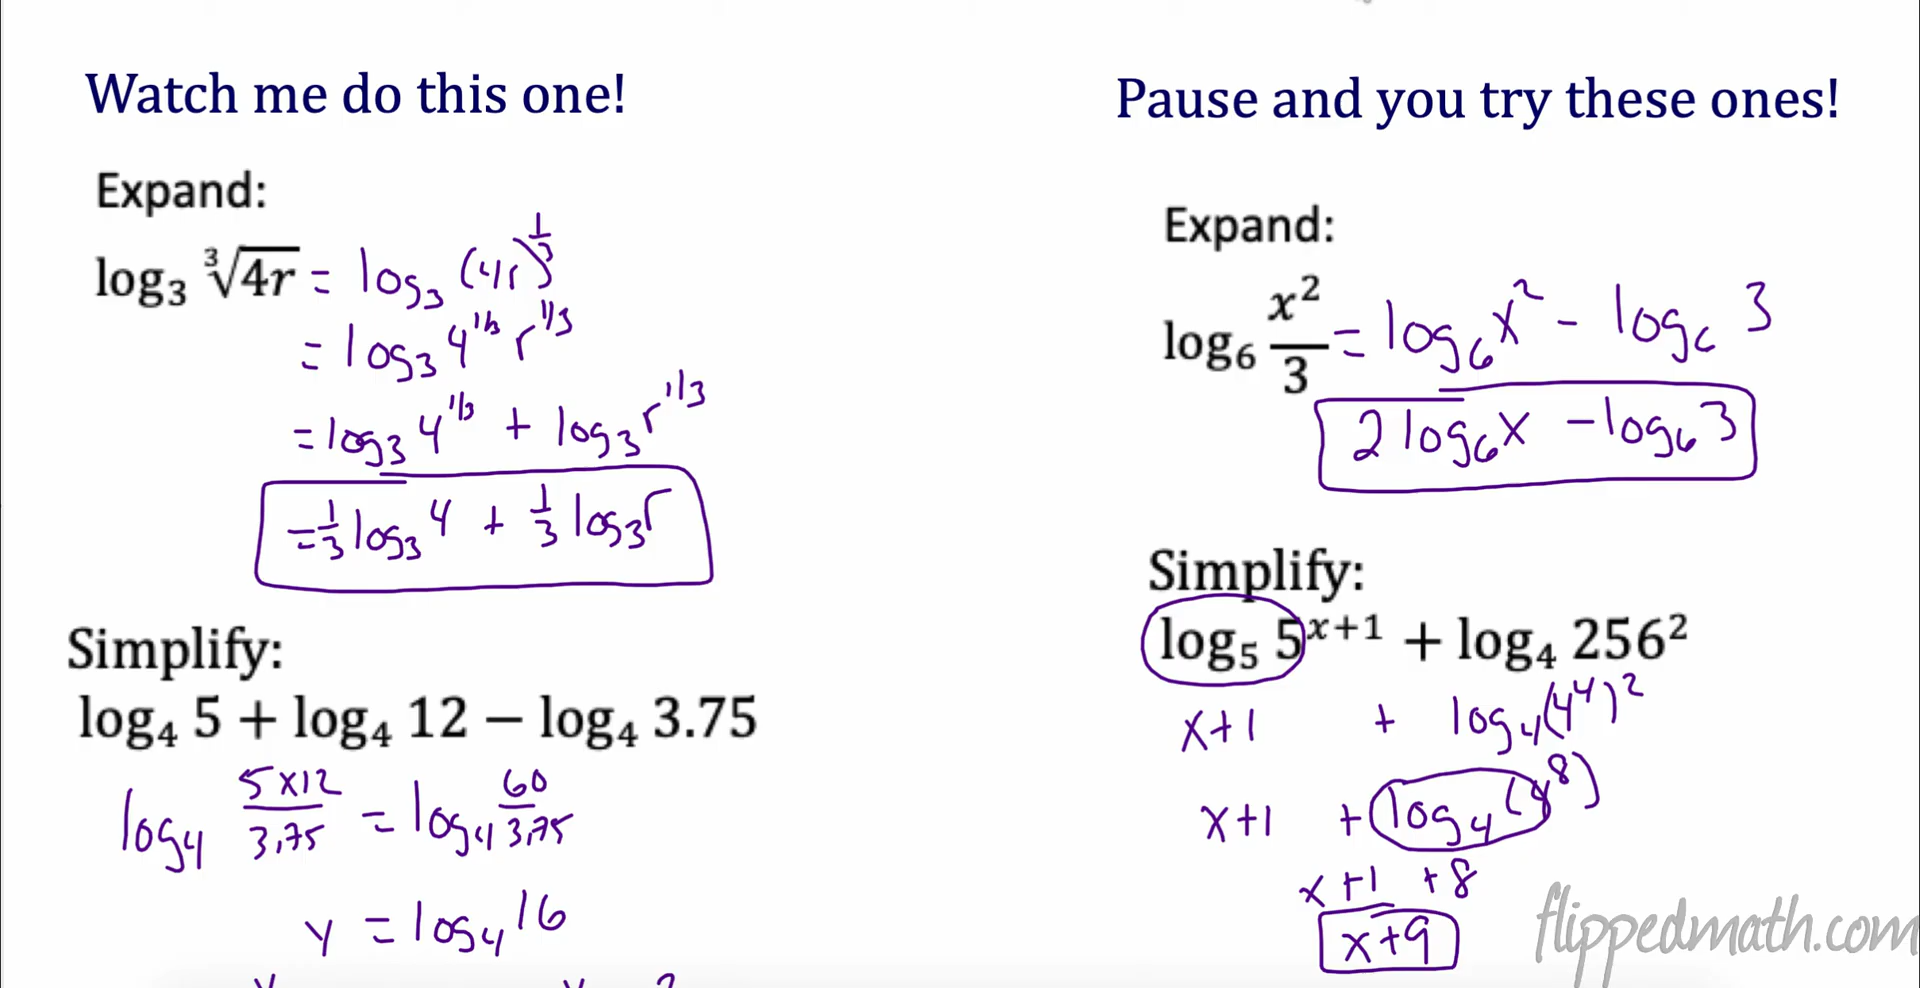 Watch me do this one!
Expand:
log₃ ∛4r = log₃ (4r)^1/3
= log₃ 4^1/3 r^1/3
= log₃ 4^1/3 + log₃ r^1/3
= 1/3 log₃ 4 + 1/3 log₃ r
Simplify:
log₄ 5 + log₄ 12 − log₄ 3.75
log₄ 5x12/3.75 = log₄ 60/3.75
y = log₄ 16
Pause and you try these ones!
Expand:
log₆ x²/3 = log₆ x² − log₆ 3
2 log₆ x − log₆ 3
Simplify:
log₅ 5^x+1 + log₄ 256²
x+1 + log₄ (4⁴)²
x+1 + log₄ (4⁸)
x+1 +8
x+9
flippedmath.com